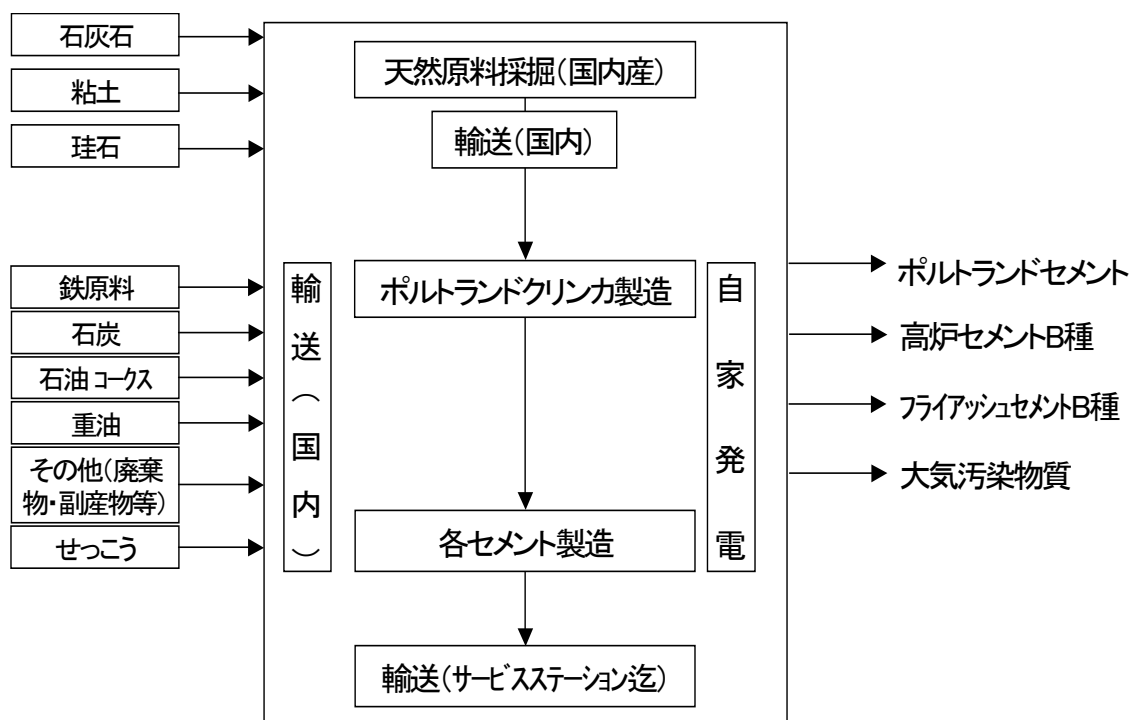 石灰石
粘土
珪石
鉄原料
石炭
石油コークス
重油
その他(廃棄
物・副産物等)
せっこう
輸送(国内)
天然原料採掘(国内産)
輸送(国内)
ポルトランドクリンカ製造
各セメント製造
輸送(サービスステーション迄)
自家発電
ポルトランドセメント
高炉セメントB種
フライアッシュセメントB種
大気汚染物質